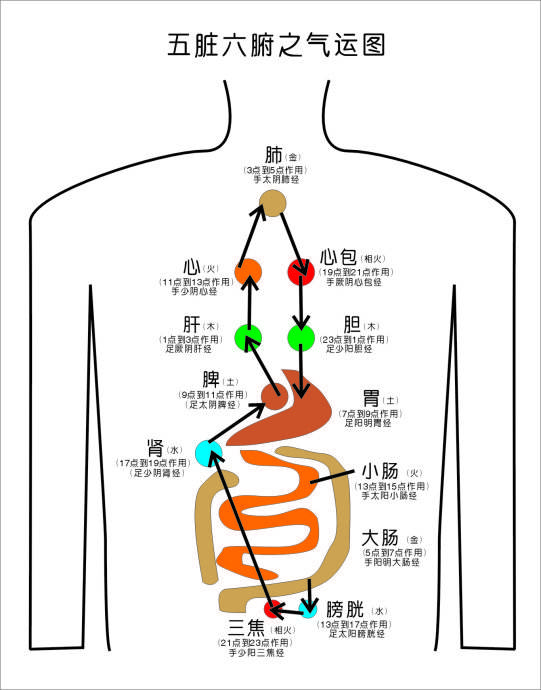 五脏六腑之气运图
肺（金）
（3点到5点作用）
手太阴肺经
心（火）
（11点到13点作用）
手少阴心经
心包（相火）
（19点到21点作用）
手厥阴心包经
肝（木）
（1点到3点作用）
足厥阴肝经
胆（木）
（23点到1点作用）
足少阳胆经
脾（土）
（9点到11点作用）
（足太阴脾经）
胃（土）
（7点到9点作用）
足阳明胃经
肾（水）
（17点到19点作用）
（足少阴肾经）
小肠（火）
（13点到15点作用）
手太阳小肠经
大肠（金）
（5点到7点作用）
手阳明大肠经
三焦（相火）
（21点到23点作用）
手少阳三焦经
膀胱（水）
（13点到17点作用）
足太阳膀胱经